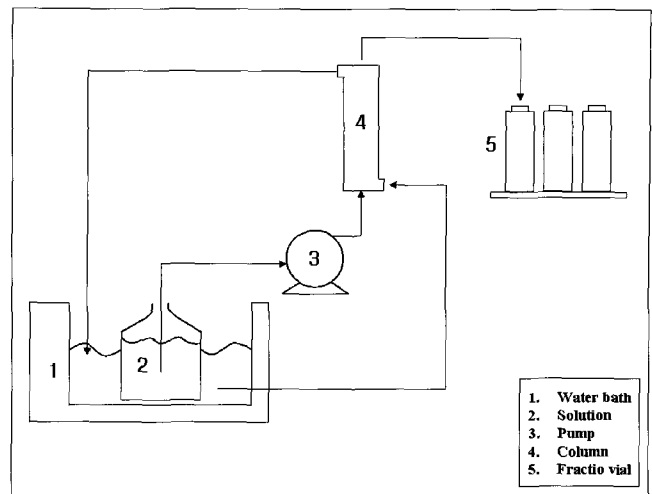 4
5
3
1
2
1. Water bath
2. Solution
3. Pump
4. Column
5. Fractio vial